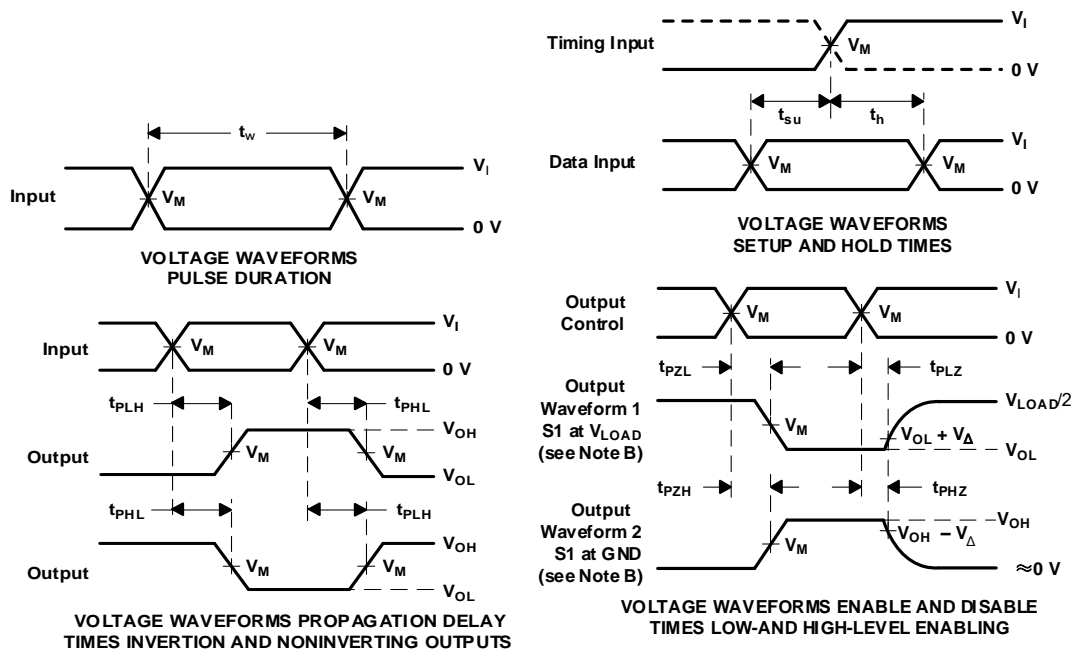 t_w
V_I
Input
V_M
V_M
0 V
VOLTAGE WAVEFORMS
PULSE DURATION
V_I
Timing Input
V_M
0 V
t_su
t_h
V_I
Data Input
V_M
V_M
0 V
VOLTAGE WAVEFORMS
SETUP AND HOLD TIMES
V_I
Input
V_M
V_M
0 V
t_PLH
t_PHL
V_OH
Output
V_M
V_M
V_OL
t_PHL
t_PLH
V_OH
Output
V_M
V_M
V_OL
VOLTAGE WAVEFORMS PROPAGATION DELAY
TIMES INVERTION AND NONINVERTING OUTPUTS
V_I
Output
Control
V_M
V_M
0 V
t_PZL
t_PLZ
Output
Waveform 1
S1 at V_LOAD
(see Note B)
V_LOAD/2
V_M
V_OL + V_Δ
V_OL
t_PZH
t_PHZ
Output
Waveform 2
S1 at GND
(see Note B)
V_OH
V_M
V_OH − V_Δ
≈0 V
VOLTAGE WAVEFORMS ENABLE AND DISABLE
TIMES LOW-AND HIGH-LEVEL ENABLING